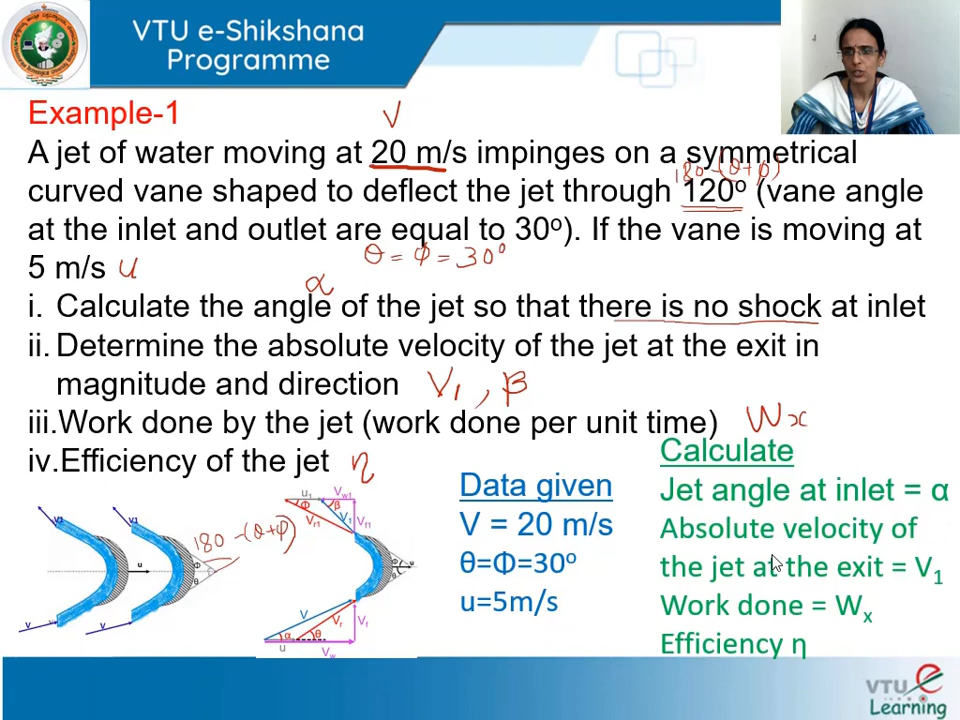 VTU e-Shikshana
Programme
Example-1
V
A jet of water moving at 20 m/s impinges on a symmetrical
180-(θ+φ)
curved vane shaped to deflect the jet through 120º (vane angle
at the inlet and outlet are equal to 30º). If the vane is moving at
θ = φ = 30°
5 m/s u
α
i. Calculate the angle of the jet so that there is no shock at inlet
ii. Determine the absolute velocity of the jet at the exit in
magnitude and direction V1, β
iii.Work done by the jet (work done per unit time) Wx
iv.Efficiency of the jet η
Data given
V = 20 m/s
θ=Φ=30º
u=5m/s
Calculate
Jet angle at inlet = α
Absolute velocity of
the jet at the exit = V1
Work done = Wx
Efficiency η
V1
V1
180-(θ+φ)
u
Φ
θ
V
V
u1
Vw1
Φ
β
Vr1
V1
Vf1
Φ
u
θ
V
Vr
Vf
α
θ
u
Vw
VTU e
Learning